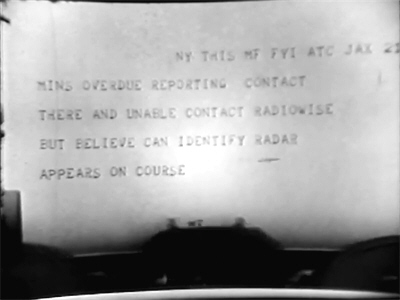 NY THIS MF FYI ATC JAX 21
MINS OVERDUE REPORTING CONTACT
THERE AND UNABLE CONTACT RADIOWISE
BUT BELIEVE CAN IDENTIFY RADAR
APPEARS ON COURSE